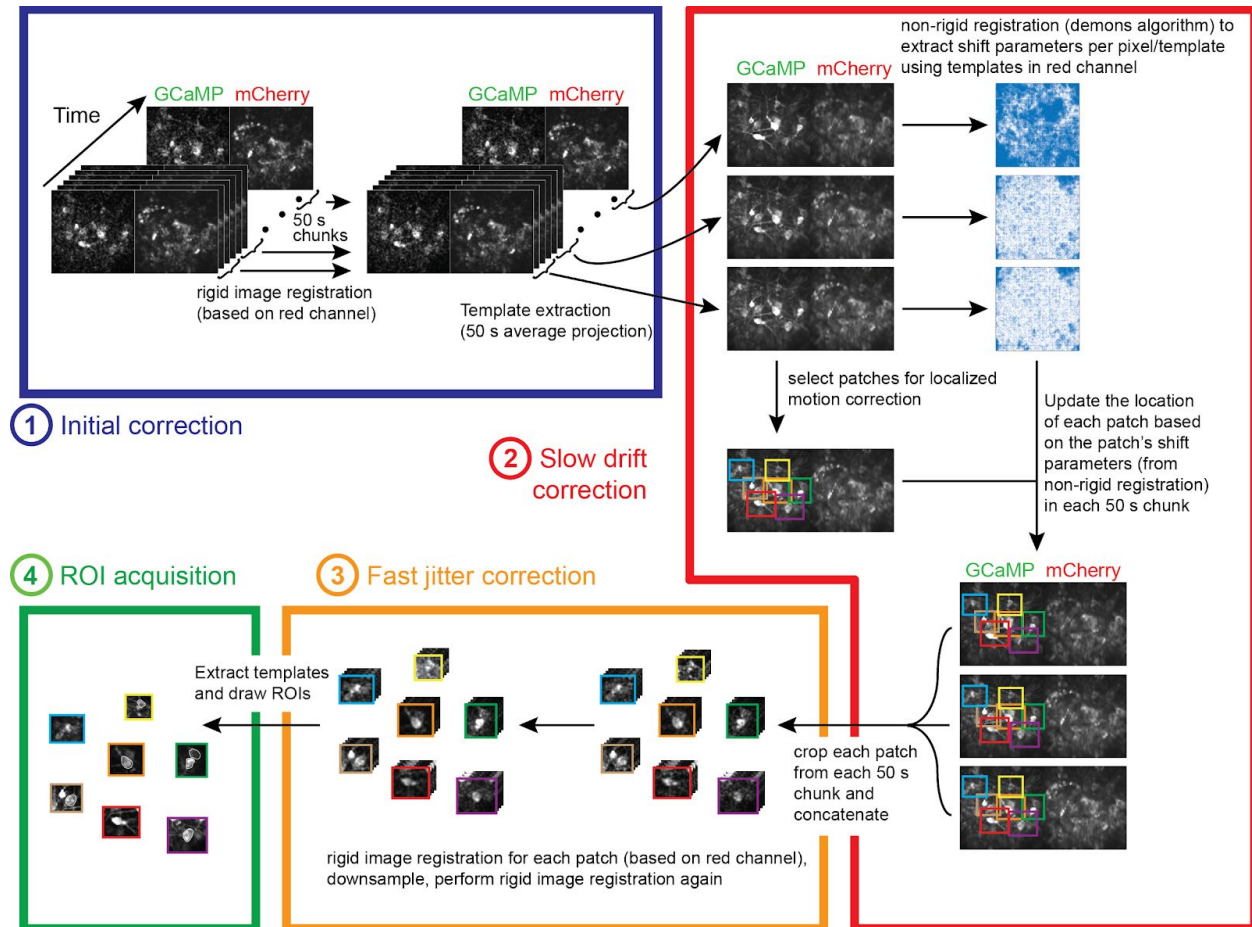 GCaMP mCherry
Time
50 s
chunks
rigid image registration
(based on red channel)
GCaMP mCherry
Template extraction
(50 s average projection)
1 Initial correction
non-rigid registration (demons algorithm) to
extract shift parameters per pixel/template
using templates in red channel
GCaMP mCherry
select patches for localized
motion correction
Update the location
of each patch based
on the patch's shift
parameters (from
non-rigid registration)
in each 50 s chunk
2 Slow drift
correction
GCaMP mCherry
crop each patch
from each 50 s
chunk and
concatenate
3 Fast jitter correction
rigid image registration for each patch (based on red channel),
downsample, perform rigid image registration again
4 ROI acquisition
Extract templates
and draw ROIs